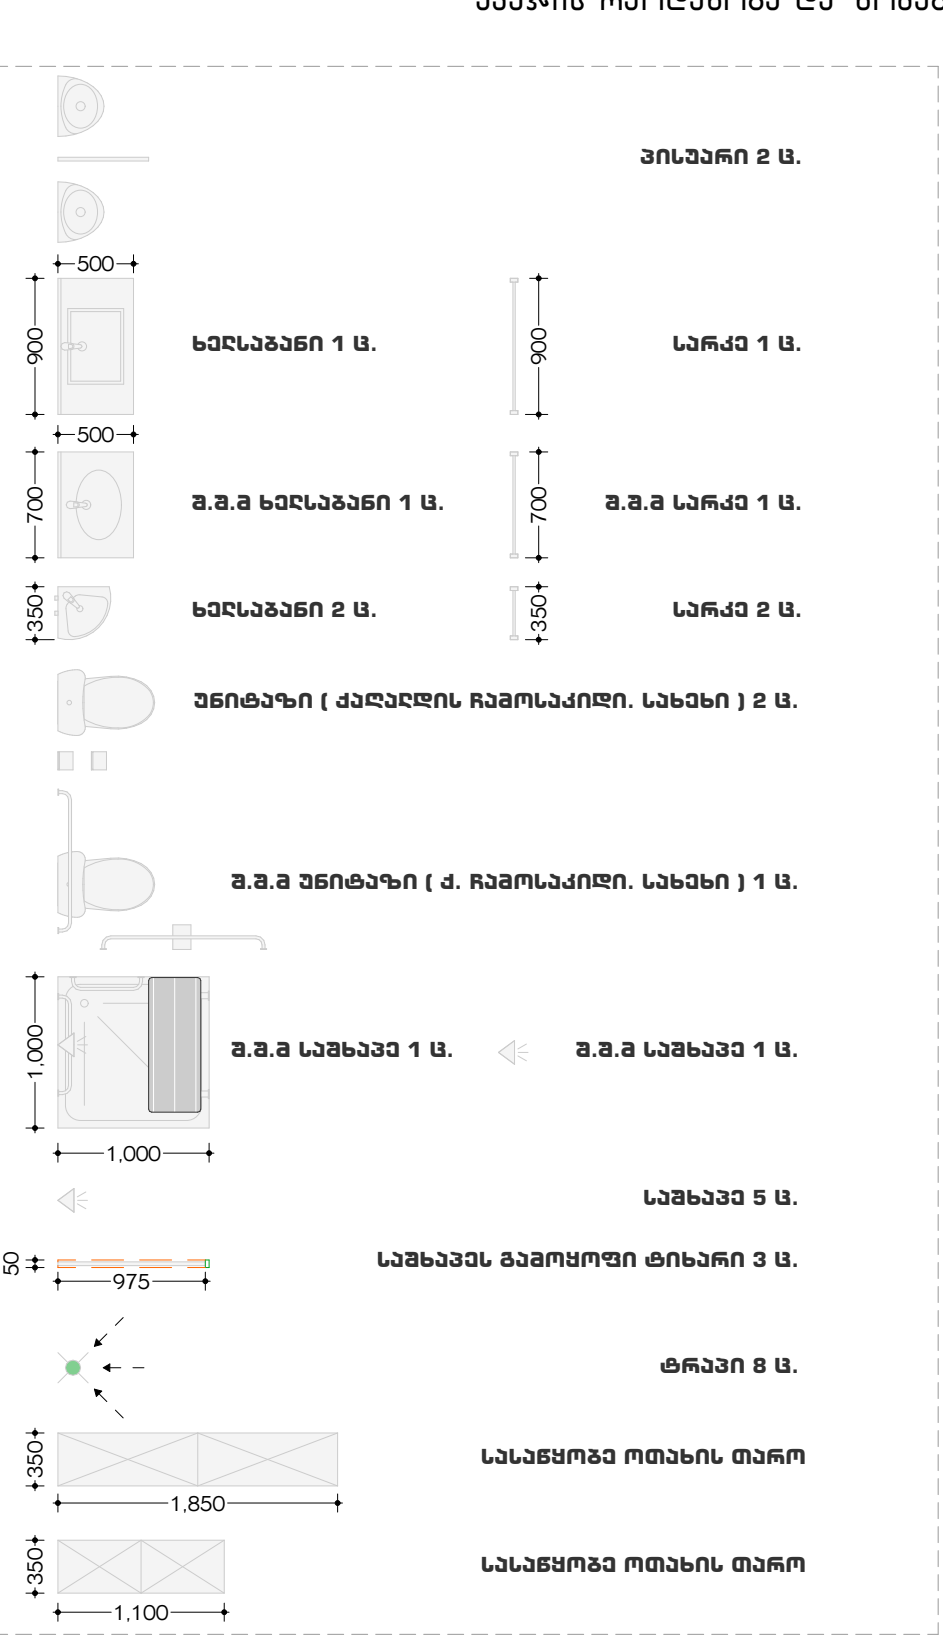 პისუარი 2 ც.
500
900
ხელსაბანი 1 ც.
900
სარკე 1 ც.
500
700
შ.შ.მ ხელსაბანი 1 ც.
700
შ.შ.მ სარკე 1 ც.
350
ხელსაბანი 2 ც.
350
სარკე 2 ც.
უნიტაზი ( ქაღალდის ჩამოსაკიდი. სახეხი ) 2 ც.
შ.შ.მ უნიტაზი ( ქ. ჩამოსაკიდი. სახეხი ) 1 ც.
1,000
შ.შ.მ საშხაპე 1 ც.
შ.შ.მ საშხაპე 1 ც.
1,000
საშხაპე 5 ც.
50
საშხაპეს გამოყოფი ტიხარი 3 ც.
975
ტრაპი 8 ც.
350
სასაწყობე ოთახის თარო
1,850
350
სასაწყობე ოთახის თარო
1,100